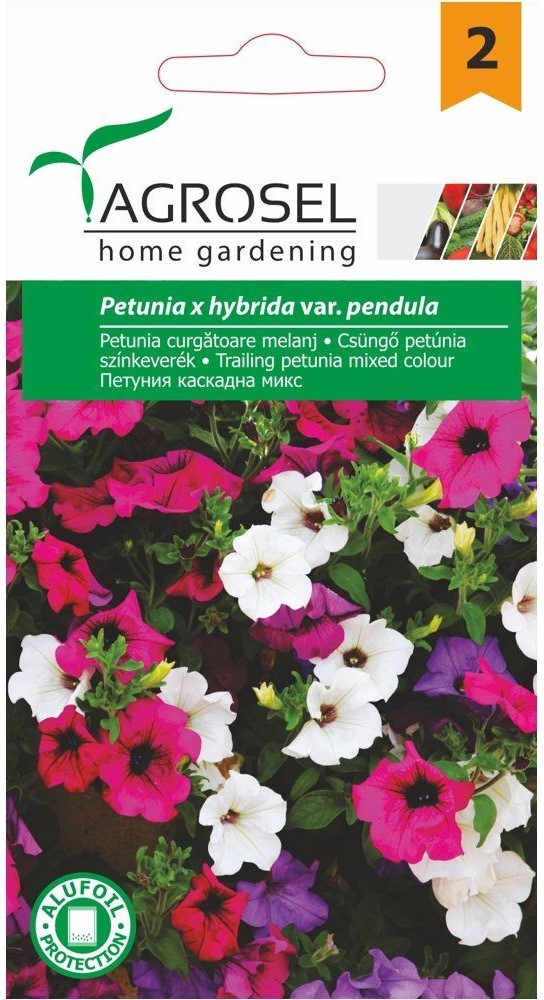 2
AGROSEL
home gardening
Petunia x hybrida var. pendula
Petunia curgătoare melanj • Csüngő petúnia
színkeverék • Trailing petunia mixed colour
Петуния каскадна микс
ALUFOIL
PROTECTION